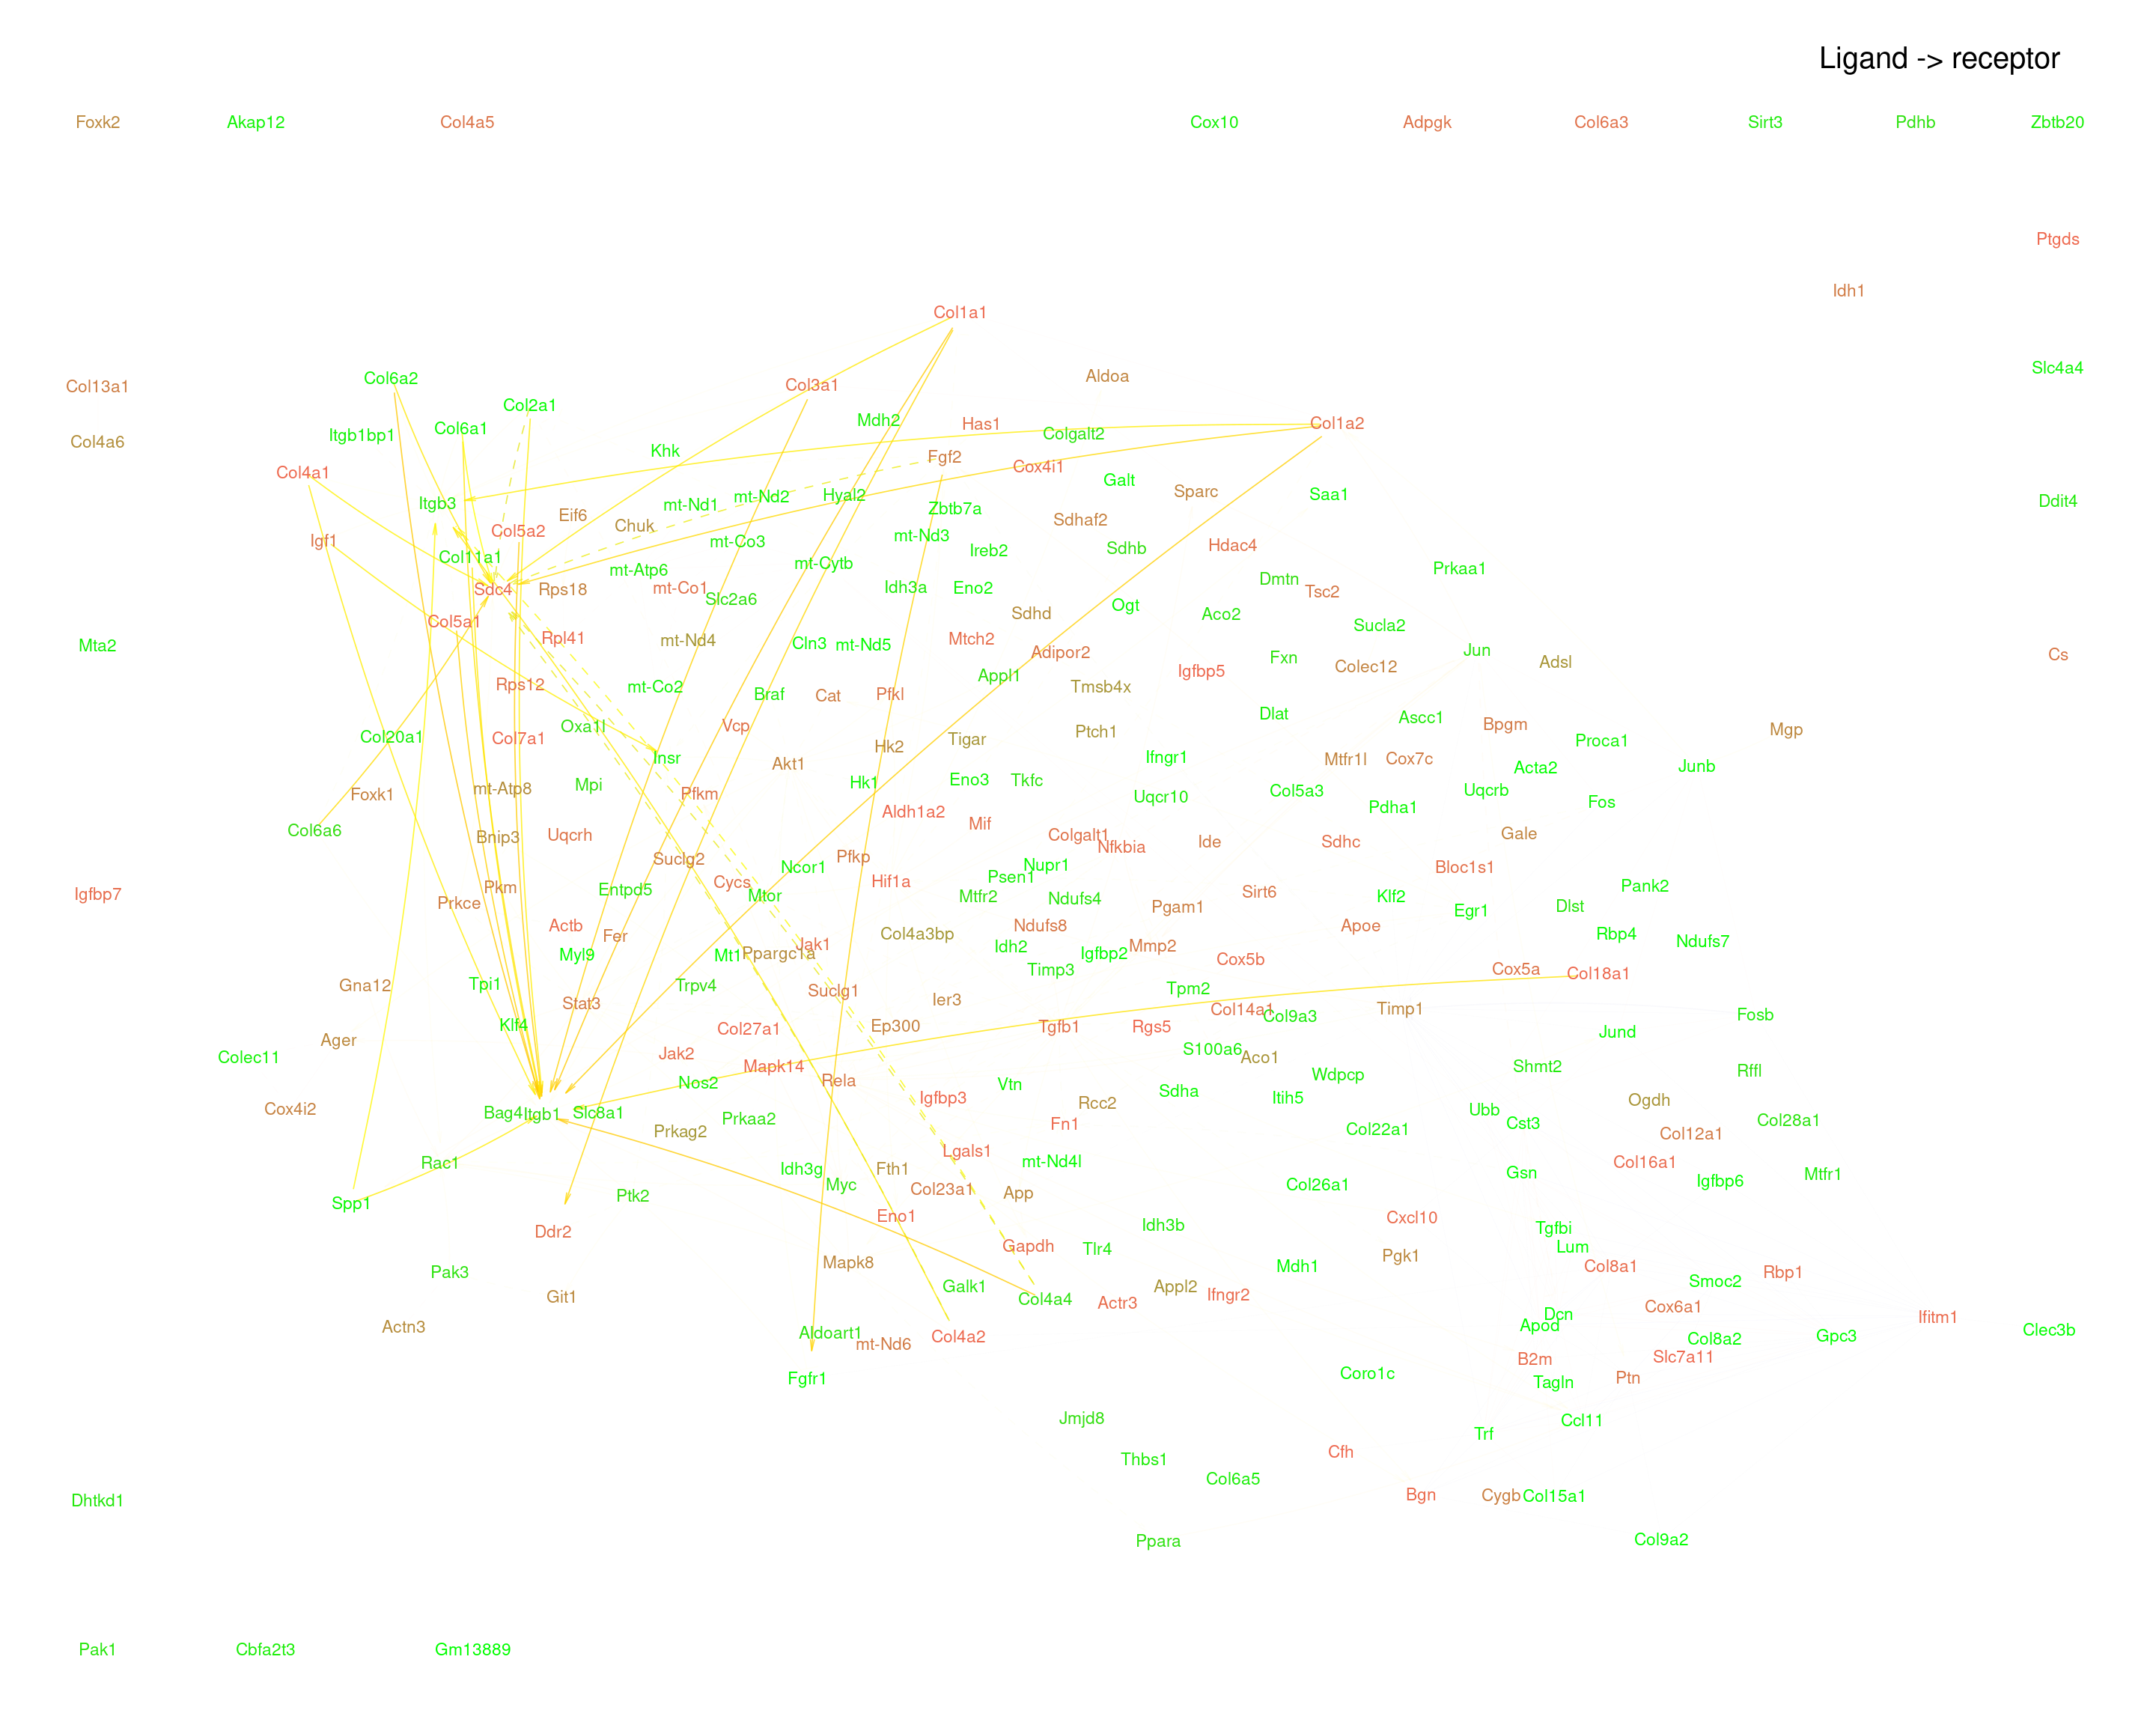 Ligand -> receptor
Foxk2 Akap12 Col4a5 Cox10 Adpgk Col6a3 Sirt3 Pdhb Zbtb20
Ptgds
Idh1
Col1a1
Slc4a4
Col6a2 Col3a1 Aldoa
Col13a1
Col2a1
Mdh2 Has1 Col1a2
Itgb1bp1 Col6a1 Colgalt2
Col4a6
Khk Fgf2
Col4a1 Cox4i1
Galt
mt-Nd2 Hyal2 Sparc Saa1
Itgb3 mt-Nd1 Zbtb7a Ddit4
Eif6 Chuk Sdhaf2
Col5a2 mt-Nd3
Igf1 mt-Co3 Hdac4
Col11a1 mt-Cytb Ireb2 Sdhb
mt-Atp6 Prkaa1
Sdc4 Rps18 mt-Co1 Slc2a6 Idh3a Eno2 Dmtn Tsc2
Ogt
Col5a1 Sdhd Aco2 Sucla2
Mta2 Rpl41 mt-Nd4 Cln3 mt-Nd5 Mtch2 Adipor2 Fxn Jun Cs
Igfbp5 Colec12 Adsl
Rps12 mt-Co2 Braf Cat Pfkl Appl1 Tmsb4x
Dlat Ascc1
Col20a1 Col7a1 Oxa1l Vcp Hk2 Tigar Ptch1 Bpgm Proca1 Mgp
Insr Akt1 Ifngr1 Mtfr1l Cox7c Acta2 Junb
Foxk1 mt-Atp8 Mpi Pfkm Hk1 Eno3 Tkfc Uqcr10 Col5a3 Pdha1 Uqcrb Fos
Col6a6 Bnip3 Uqcrh Aldh1a2 Mif Colgalt1 Nfkbia Ide Sdhc Gale
Suclg2 Ncor1 Pfkp Psen1 Nupr1 Bloc1s1
Igfbp7 Prkce Pkm Entpd5 Cycs Mtor Hif1a Mtfr2 Ndufs4 Pgam1 Sirt6 Klf2 Egr1 Dlst Pank2
Actb Fer Jak1 Col4a3bp Ndufs8 Apoe Rbp4
Myl9 Mt1 Ppargc1a Idh2 Igfbp2 Mmp2 Cox5b Ndufs7
Gna12 Tpi1 Trpv4 Suclg1 Timp3 Tpm2 Cox5a Col18a1
Stat3 Ier3 Col14a1 Timp1
Klf4 Col27a1 Ep300 Tgfb1 Rgs5 Col9a3 Jund Fosb
Ager
Colec11 Jak2 Mapk14 S100a6 Aco1 Shmt2 Rffl
Nos2 Rela Vtn Sdha Wdpcp
Cox4i2 Bag4 Itgb1 Slc8a1 Prkaa2 Igfbp3 Rcc2 Itih5 Ubb Ogdh
Prkag2 Fn1 Col22a1 Cst3 Col12a1 Col28a1
Rac1 Idh3g Fth1 Lgals1 mt-Nd4l Gsn Col16a1 Mtfr1
Spp1 Ptk2 Myc Col23a1 App Col26a1 Igfbp6
Ddr2 Eno1 Idh3b Cxcl10 Tgfbi
Pak3 Mapk8 Gapdh Tlr4 Mdh1 Pgk1 Lum Col8a1 Rbp1
Git1 Galk1 Col4a4 Actr3 Appl2 Ifngr2 Smoc2
Actn3 Aldoart1 mt-Nd6 Col4a2 Apod Dcn Cox6a1 Col8a2 Gpc3 Ifitm1 Clec3b
Fgfr1 Coro1c B2m Tagln Ptn Slc7a11
Jmjd8 Trf Ccl11
Thbs1 Col6a5 Cfh
Dhtkd1 Bgn Cygb Col15a1
Ppara Col9a2
Pak1 Cbfa2t3 Gm13889